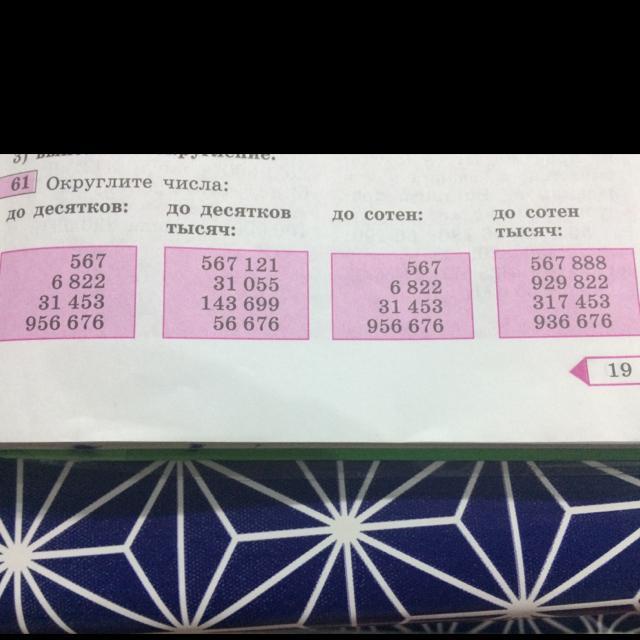 61 Округлите числа:
до десятков:
567
6 822
31 453
956 676
до десятков
тысяч:
567 121
31 055
143 699
56 676
до сотен:
567
6 822
31 453
956 676
до сотен
тысяч:
567 888
929 822
317 453
936 676
19